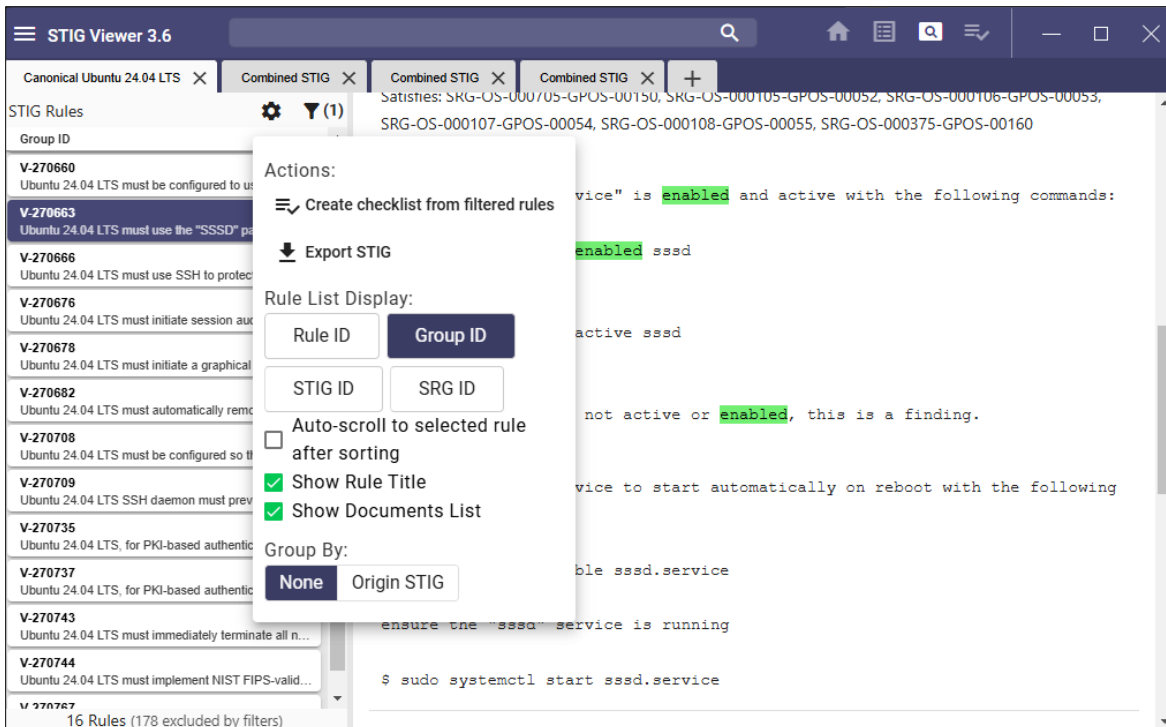 STIG Viewer 3.6
Canonical Ubuntu 24.04 LTS
Combined STIG
Combined STIG
Combined STIG
STIG Rules
(1)
Group ID
V-270660
Ubuntu 24.04 LTS must be configured to us
V-270663
Ubuntu 24.04 LTS must use the "SSSD" pa
V-270666
Ubuntu 24.04 LTS must use SSH to protec
V-270676
Ubuntu 24.04 LTS must initiate session aud
V-270678
Ubuntu 24.04 LTS must initiate a graphical
V-270682
Ubuntu 24.04 LTS must automatically remo
V-270708
Ubuntu 24.04 LTS must be configured so th
V-270709
Ubuntu 24.04 LTS SSH daemon must prev
V-270735
Ubuntu 24.04 LTS, for PKI-based authentic
V-270737
Ubuntu 24.04 LTS, for PKI-based authentic
V-270743
Ubuntu 24.04 LTS must immediately terminate all n...
V-270744
Ubuntu 24.04 LTS must implement NIST FIPS-valid...
V-270767
16 Rules (178 excluded by filters)
Actions:
Create checklist from filtered rules
Export STIG
Rule List Display:
Rule ID
Group ID
STIG ID
SRG ID
Auto-scroll to selected rule
after sorting
Show Rule Title
Show Documents List
Group By:
None
Origin STIG
Satisfies: SRG-OS-000705-GPOS-00150, SRG-OS-000105-GPOS-00052, SRG-OS-000106-GPOS-00053,
SRG-OS-000107-GPOS-00054, SRG-OS-000108-GPOS-00055, SRG-OS-000375-GPOS-00160
vice" is enabled and active with the following commands:
enabled sssd
active sssd
not active or enabled, this is a finding.
vice to start automatically on reboot with the following
ble sssd.service
ensure the "sssd" service is running
$ sudo systemctl start sssd.service